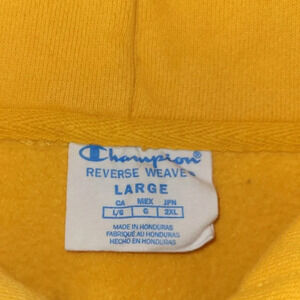 Champion
REVERSE WEAVE
LARGE
CA MEX JPN
L/G G 2XL
MADE IN HONDURAS
FABRIQUÉ AU HONDURAS
HECHO EN HONDURAS